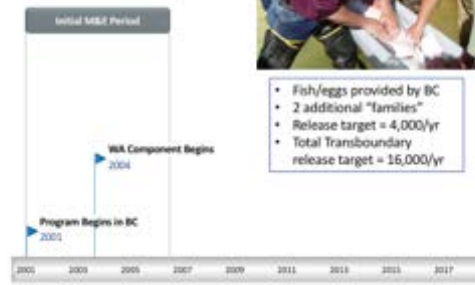 Initial M&E Period
• Fish/eggs provided by BC
• 2 additional "families"
• Release target = 4,000/yr
• Total Transboundary
release target = 16,000/yr
WA Component Begins
2004
Program Begins in BC
2001
2001 2003 2005 2007 2009 2011 2013 2015 2017